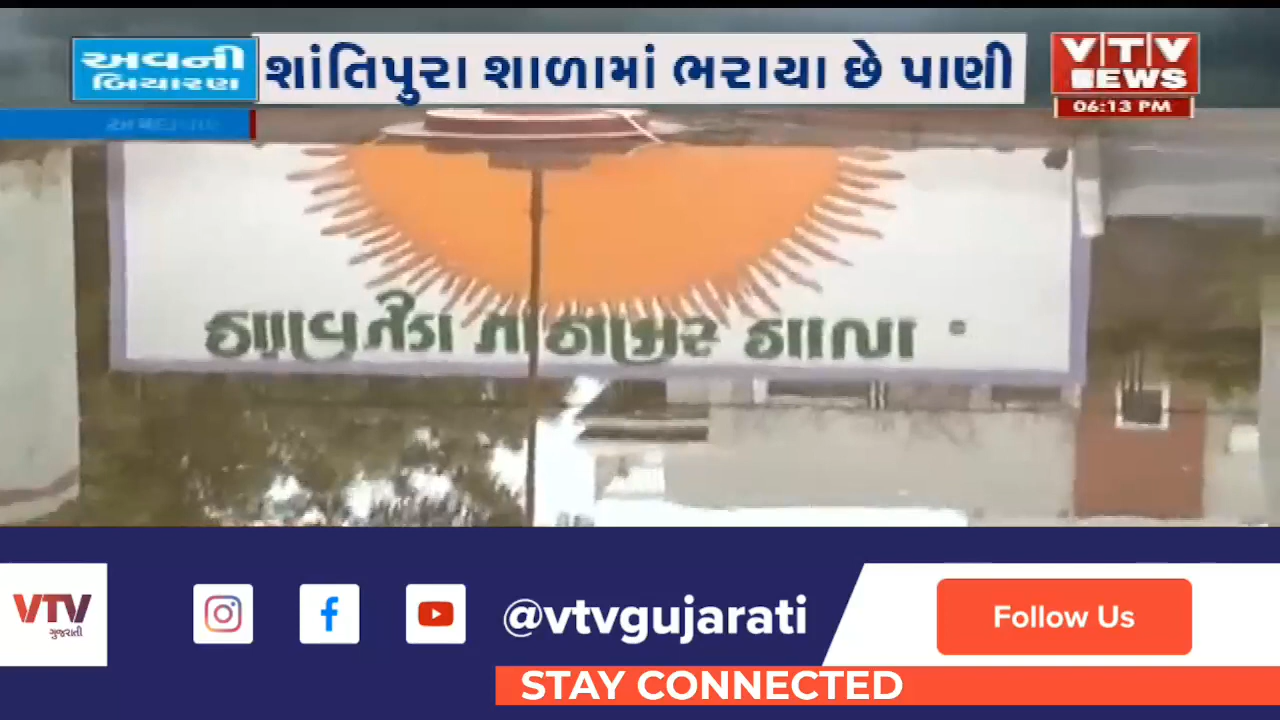 અવની
બિચારણ
શાંતિપુરા શાળામાં ભરાયા છે પાણી
VTV
NEWS
06:13 PM
VTV
ગુજરાતી
@vtvgujarati
Follow Us
STAY CONNECTED